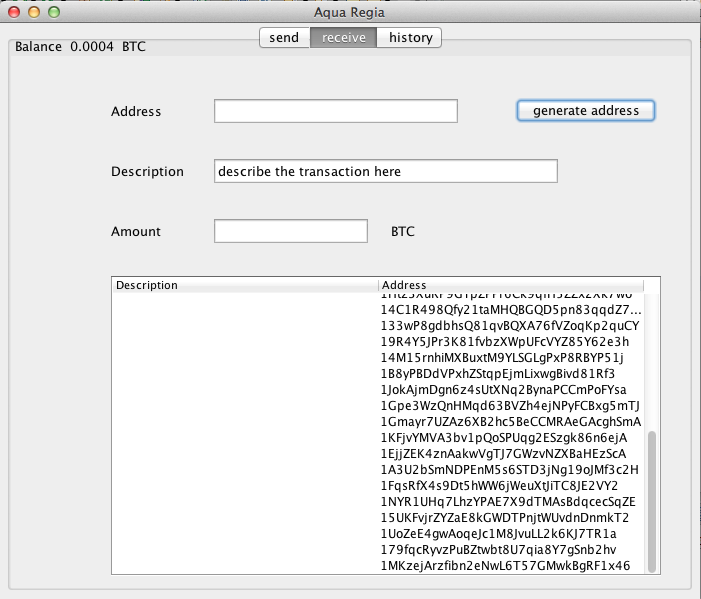 Aqua Regia
send receive history
Balance 0.0004 BTC
Address generate address
Description describe the transaction here
Amount BTC
Description Address
14C1R498Qfy21taMHQBGQD5pn83qqdZ7...
133wP8gdbhsQ81qvBQXA76fVZoqKp2quCY
19R4Y5JPr3K81fvbzXWpUFcVYZ85Y62e3h
14M15rnhiMXBuxtM9YLSGLgPxP8RBYP51j
1B8yPBDdVPxhZStqpEjmLixwgBivd81Rf3
1JokAjmDgn6z4sUtXNq2BynaPCCmPoFYsa
1Gpe3WzQnHMqd63BVZh4ejNPyFCBxg5mTJ
1Gmayr7UZAz6XB2hc5BeCCMRAeGAcghSmA
1KFjvYMVA3bv1pQoSPUqg2ESzgk86n6ejA
1EjjZEK4znAakwVgTJ7GWzvNZXBaHEzScA
1A3U2bSmNDPEnM5s6STD3jNg19oJMf3c2H
1FqsRfX4s9Dt5hWW6jWeuXtJiTC8JE2VY2
1NYR1UHq7LhzYPAE7X9dTMAsBdqcecSqZE
15UKFvjrZYZaE8kGWDTPnjtWUvdnDnmkT2
1UoZeE4gwAoqeJc1M8JvuLL2k6KJ7TR1a
179fqcRyvzPuBZtwbt8U7qia8Y7gSnb2hv
1MKzejArzfibn2eNwL6T57GMwkBgRF1x46